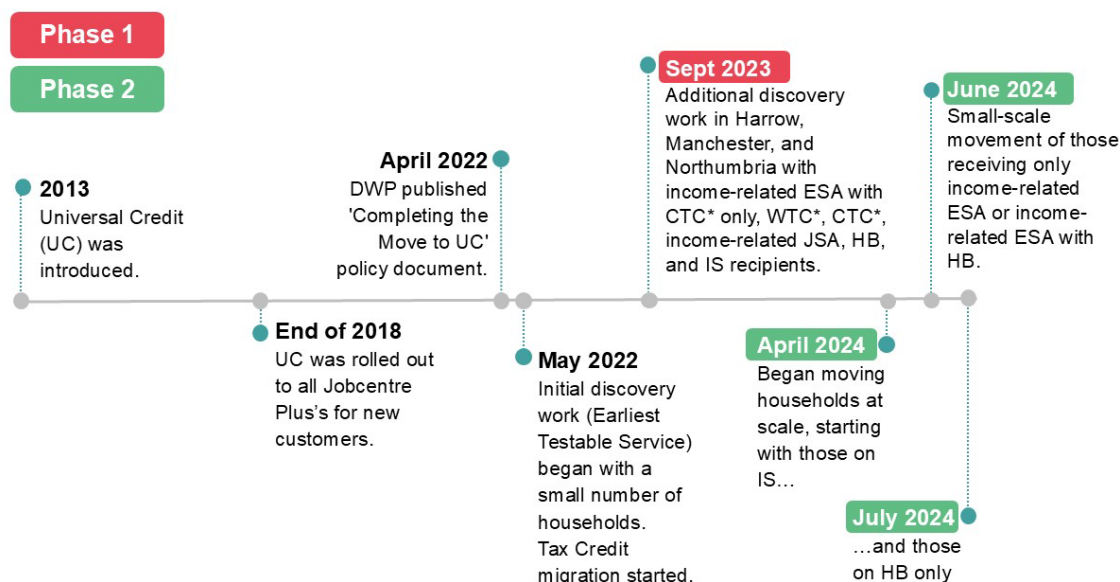 Phase 1
Phase 2
2013
Universal Credit
(UC) was
introduced.
End of 2018
UC was rolled out
to all Jobcentre
Plus’s for new
customers.
April 2022
DWP published
'Completing the
Move to UC'
policy document.
May 2022
Initial discovery
work (Earliest
Testable Service)
began with a
small number of
households.
Tax Credit
migration started.
Sept 2023
Additional discovery
work in Harrow,
Manchester, and
Northumbria with
income-related ESA with
CTC* only, WTC*, CTC*,
income-related JSA, HB,
and IS recipients.
April 2024
Began moving
households at
scale, starting
with those on
IS…
June 2024
Small-scale
movement of those
receiving only
income-related
ESA or income-
related ESA with
HB.
July 2024
…and those
on HB only